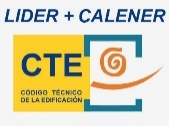 LIDER + CALENER
CTE
CÓDIGO TÉCNICO
DE LA EDIFICACIÓN